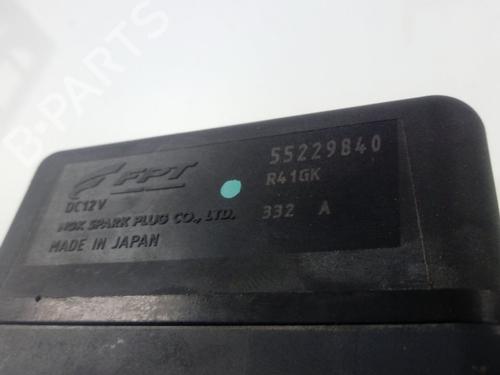 B-PARTS
FPT
55229840
R41GK
DC12V
332 A
NGK SPARK PLUG CO., LTD.
MADE IN JAPAN